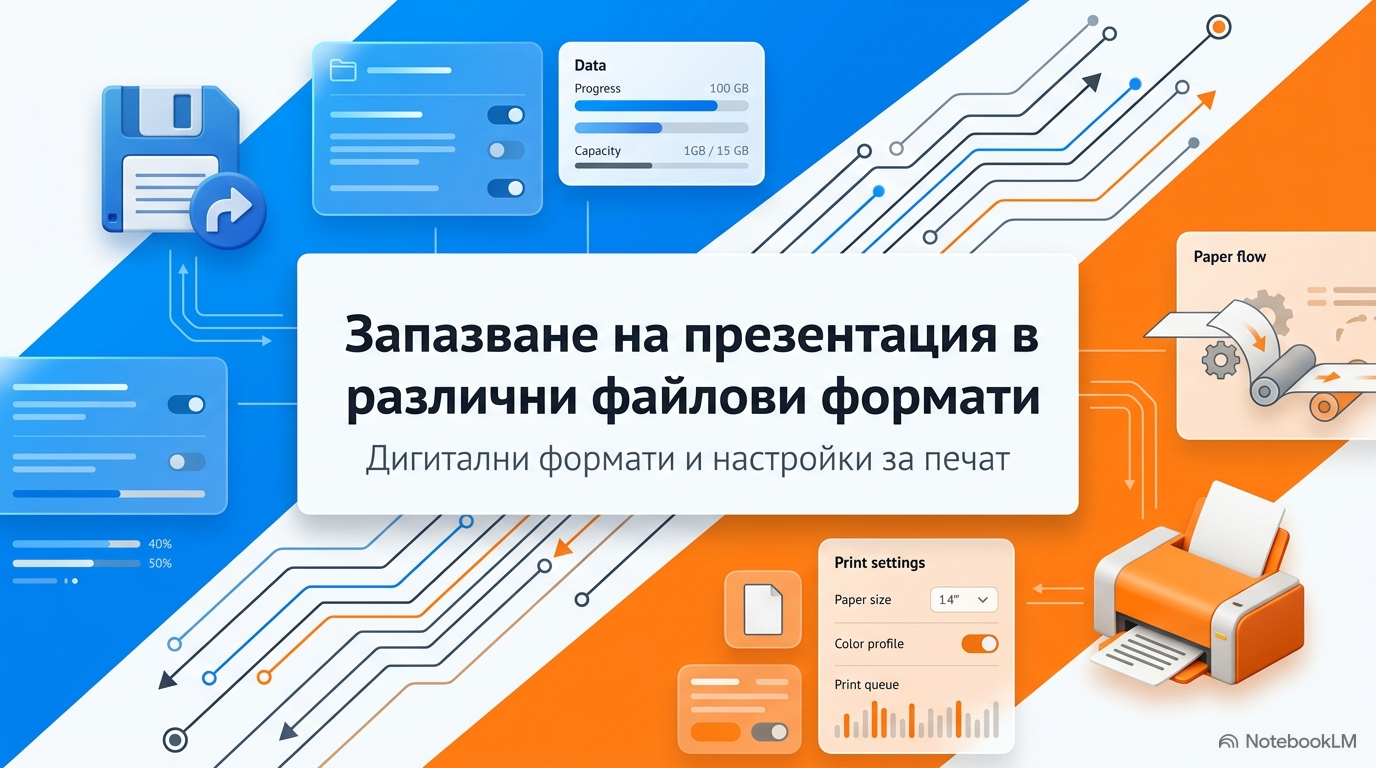 Data
Progress 100 GB
Capacity 1GB / 15 GB
Paper flow
Запазване на презентация в
различни файлови формати
Дигитални формати и настройки за печат
40%
50%
Print settings
Paper size 14"
Color profile
Print queue
NotebookLM